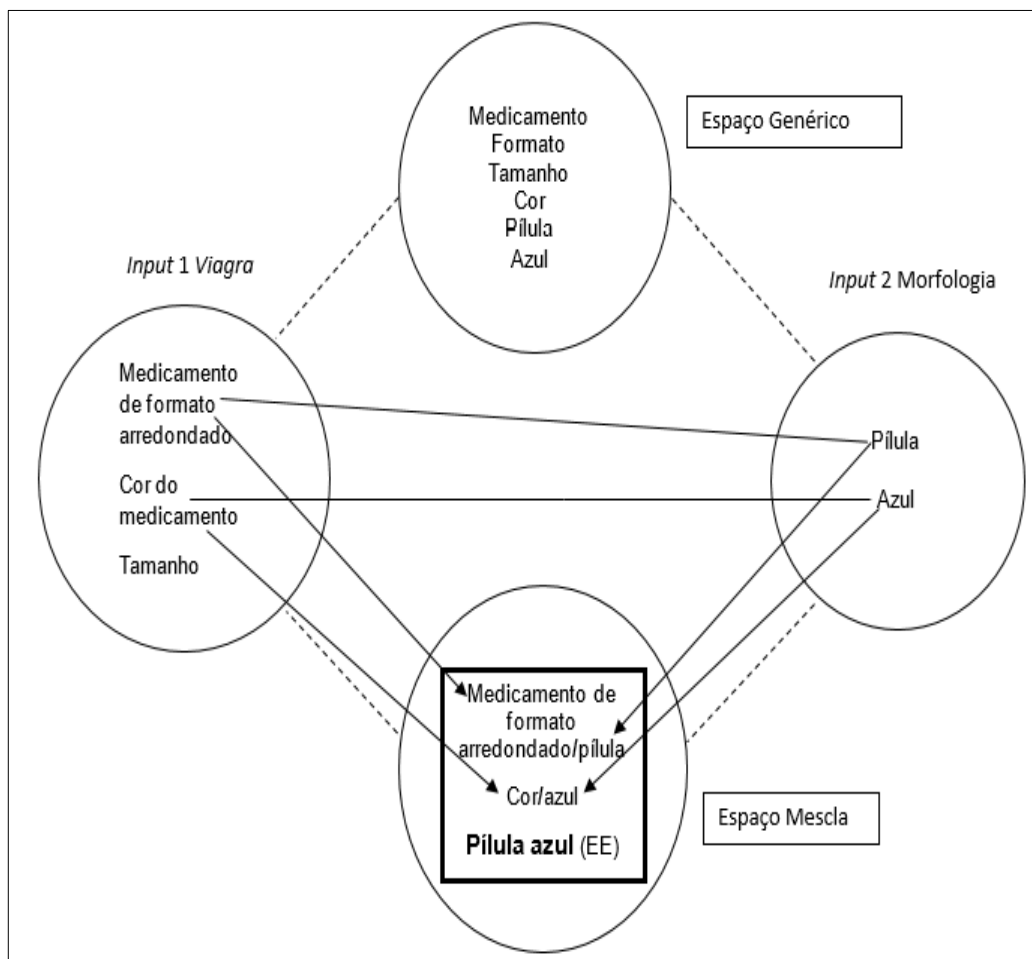 Medicamento
Formato
Tamanho
Cor
Pílula
Azul
Espaço Genérico
Input 1 Viagra
Input 2 Morfologia
Medicamento
de formato
arredondado
Cor do
medicamento
Tamanho
Pílula
Azul
Medicamento de
formato
arredondado/pílula
Cor/azul
Pílula azul (EE)
Espaço Mescla